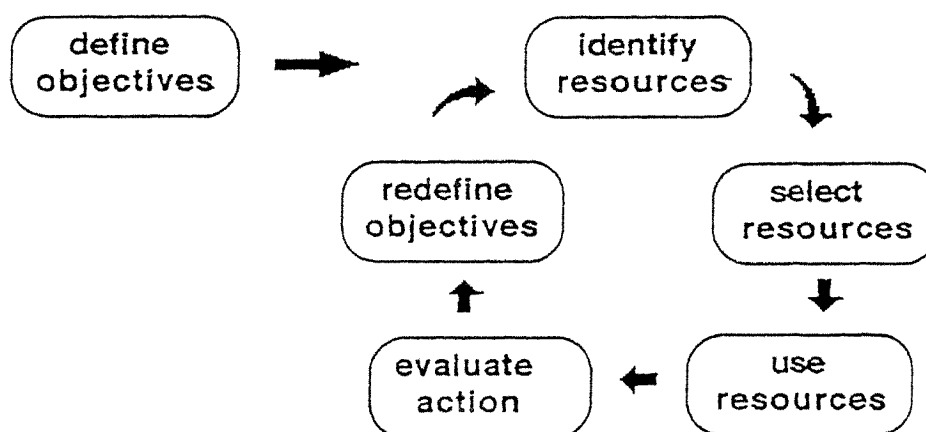 define
objectives
identify
resources
select
resources
use
resources
evaluate
action
redefine
objectives